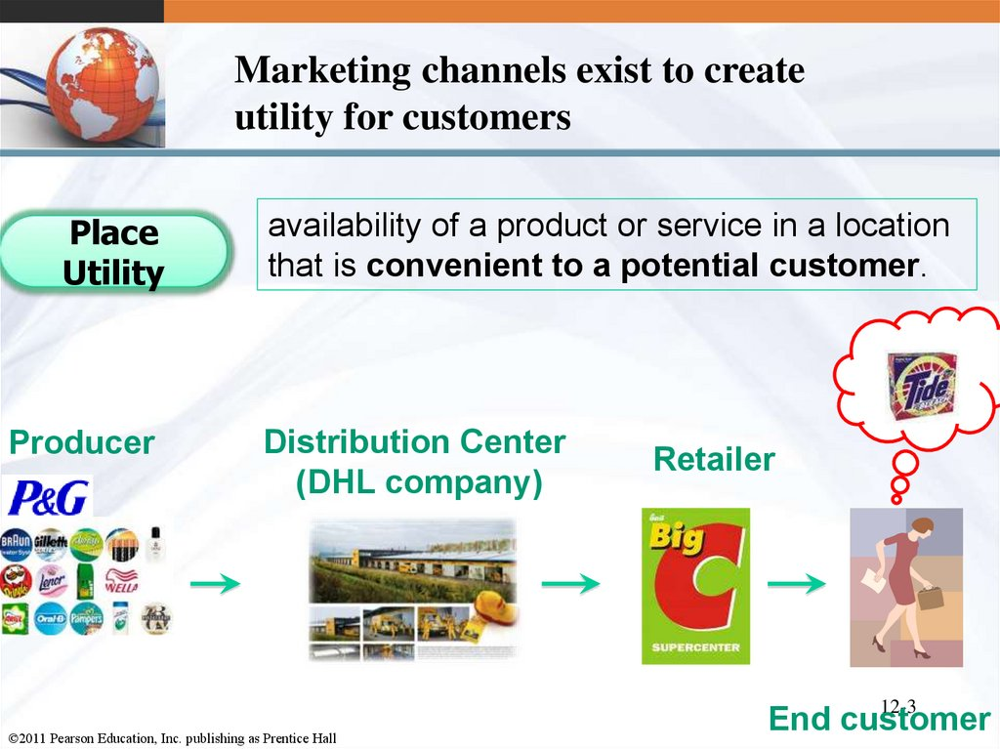 Marketing channels exist to create
utility for customers
Place
Utility
availability of a product or service in a location
that is convenient to a potential customer.
Tide
BLEACH
Producer
Distribution Center
(DHL company)
Retailer
P&G
BRAUN
Gillette
Pringles
Lenor
WELLA
Ariel
Oral-B
Pampers
Big
C
SUPERCENTER
12-3
End customer
©2011 Pearson Education, Inc. publishing as Prentice Hall